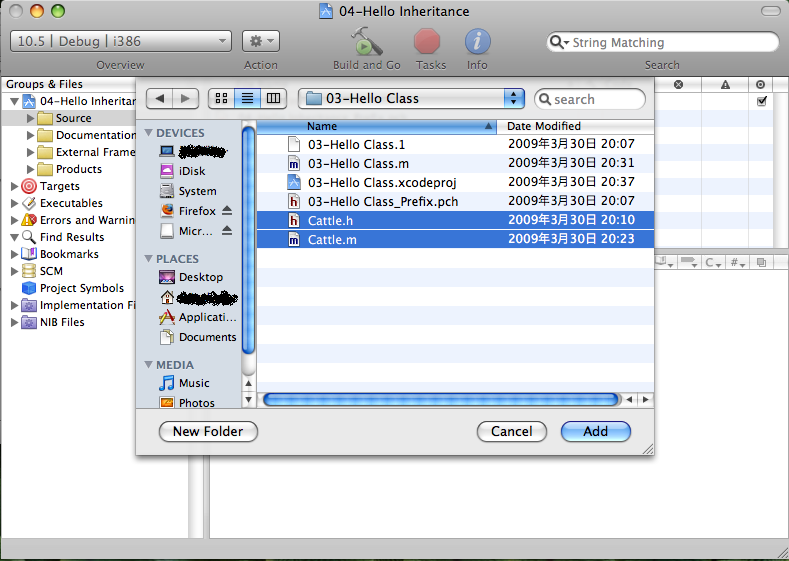 04-Hello Inheritance
10.5 | Debug | i386
String Matching
Overview
Action
Build and Go
Tasks
Info
Search
Groups & Files
04-Hello Inheritanc
Source
Documentation
External Frame
Products
Targets
Executables
Errors and Warnin
Find Results
Bookmarks
SCM
Project Symbols
Implementation Fi
NIB Files
03-Hello Class
search
DEVICES
iDisk
System
Firefox
Micr...
PLACES
Desktop
Applicati...
Documents
MEDIA
Music
Photos
Name Date Modified
03-Hello Class.1 2009年3月30日 20:07
03-Hello Class.m 2009年3月30日 20:31
03-Hello Class.xcodeproj 2009年3月30日 20:37
03-Hello Class_Prefix.pch 2009年3月30日 20:07
Cattle.h 2009年3月30日 20:10
Cattle.m 2009年3月30日 20:23
C
#
New Folder
Cancel
Add